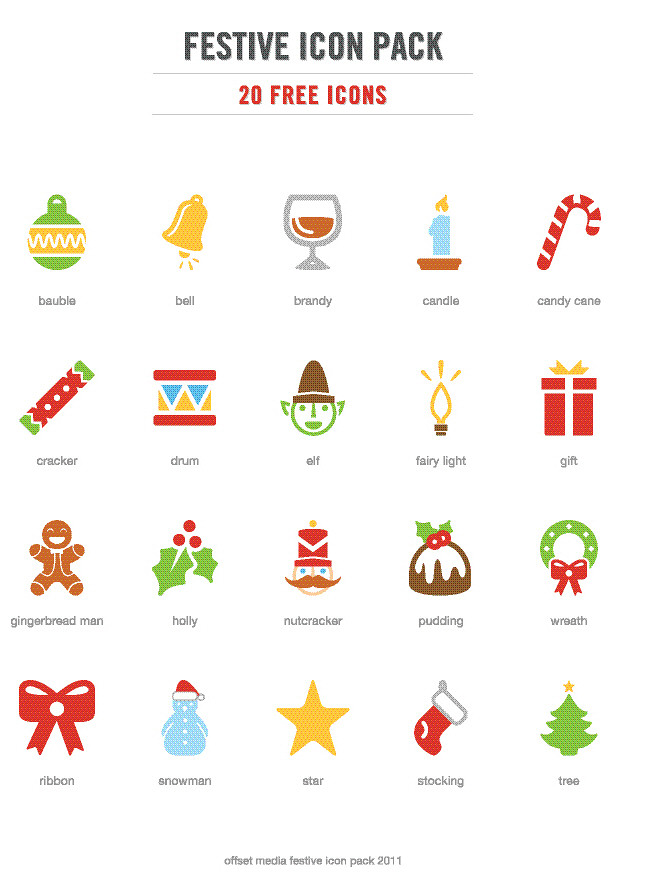 FESTIVE ICON PACK
20 FREE ICONS
bauble bell brandy candle candy cane
cracker drum elf fairy light gift
gingerbread man holly nutcracker pudding wreath
ribbon snowman star stocking tree
offset media festive icon pack 2011